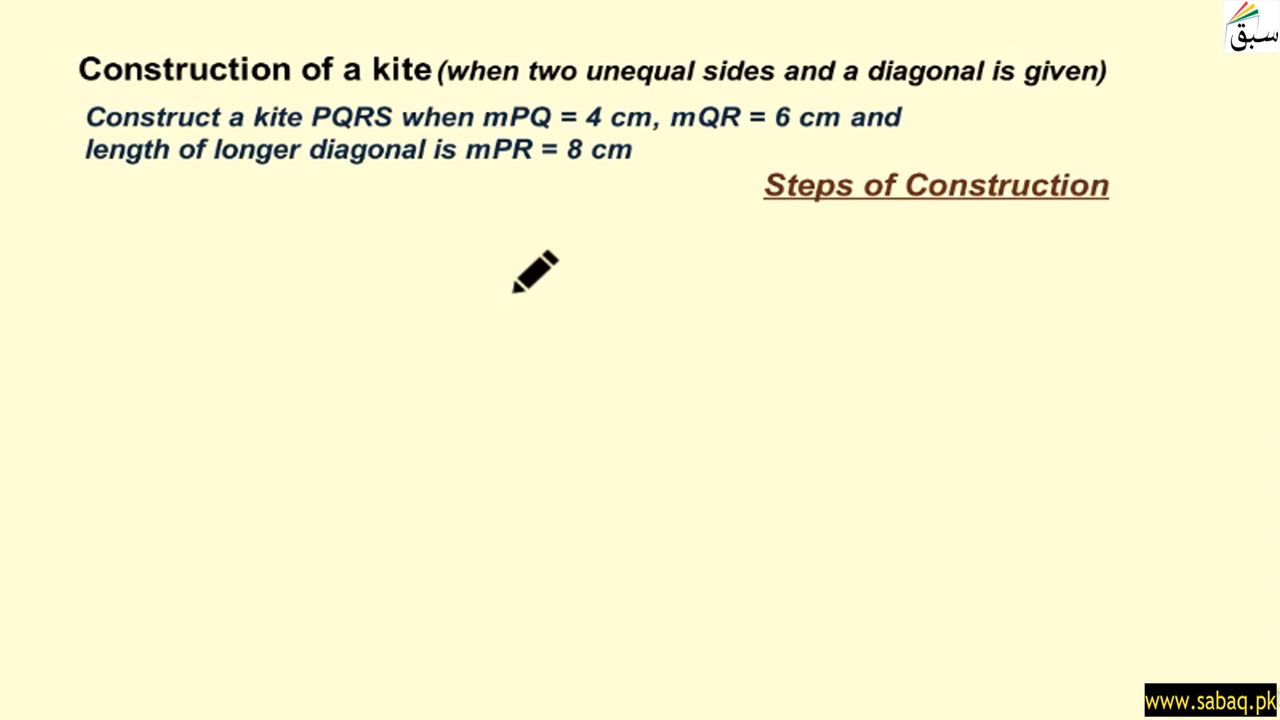 سبق
Construction of a kite (when two unequal sides and a diagonal is given)
Construct a kite PQRS when mPQ = 4 cm, mQR = 6 cm and
length of longer diagonal is mPR = 8 cm
Steps of Construction
www.sabaq.pk